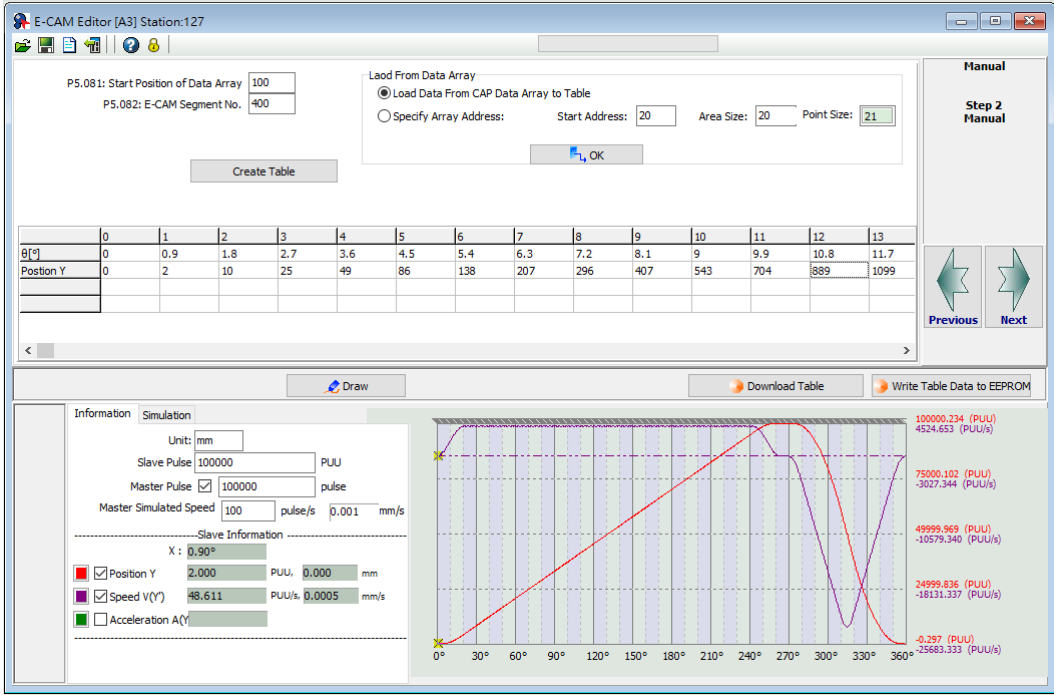 E-CAM Editor [A3] Station:127
P5.081: Start Position of Data Array 100
P5.082: E-CAM Segment No. 400
Create Table
Laod From Data Array
Load Data From CAP Data Array to Table
Specify Array Address: Start Address: 20 Area Size: 20 Point Size: 21
OK
Manual
Step 2
Manual
0 1 2 3 4 5 6 7 8 9 10 11 12 13
θ[º] 0 0.9 1.8 2.7 3.6 4.5 5.4 6.3 7.2 8.1 9 9.9 10.8 11.7
Postion Y 0 2 10 25 49 86 138 207 296 407 543 704 889 1099
Previous Next
Draw Download Table Write Table Data to EEPROM
Information Simulation
Unit: mm
Slave Pulse 100000 PUU
Master Pulse 100000 pulse
Master Simulated Speed 100 pulse/s 0.001 mm/s
Slave Information
X : 0.90°
Position Y 2.000 PUU, 0.000 mm
Speed V(Y') 48.611 PUU/s, 0.0005 mm/s
Acceleration A(Y
100000.234 (PUU)
4524.653 (PUU/s)
75000.102 (PUU)
-3027.344 (PUU/s)
49999.969 (PUU)
-10579.340 (PUU/s)
24999.836 (PUU)
-18131.337 (PUU/s)
-0.297 (PUU)
-25683.333 (PUU/s)
0° 30° 60° 90° 120° 150° 180° 210° 240° 270° 300° 330° 360°